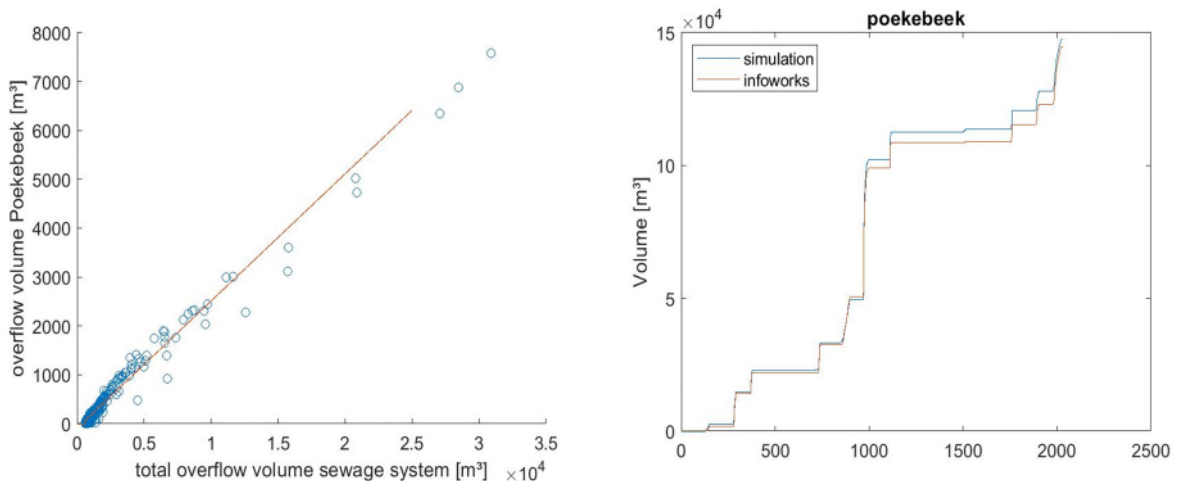 8000
7000
6000
5000
4000
3000
2000
1000
0
overflow volume Poekebeek [m³]
0 0.5 1 1.5 2 2.5 3 3.5
total overflow volume sewage system [m³] ×10⁴
poekebeek
×10⁴
15
10
5
0
Volume [m³]
simulation
infoworks
0 500 1000 1500 2000 2500